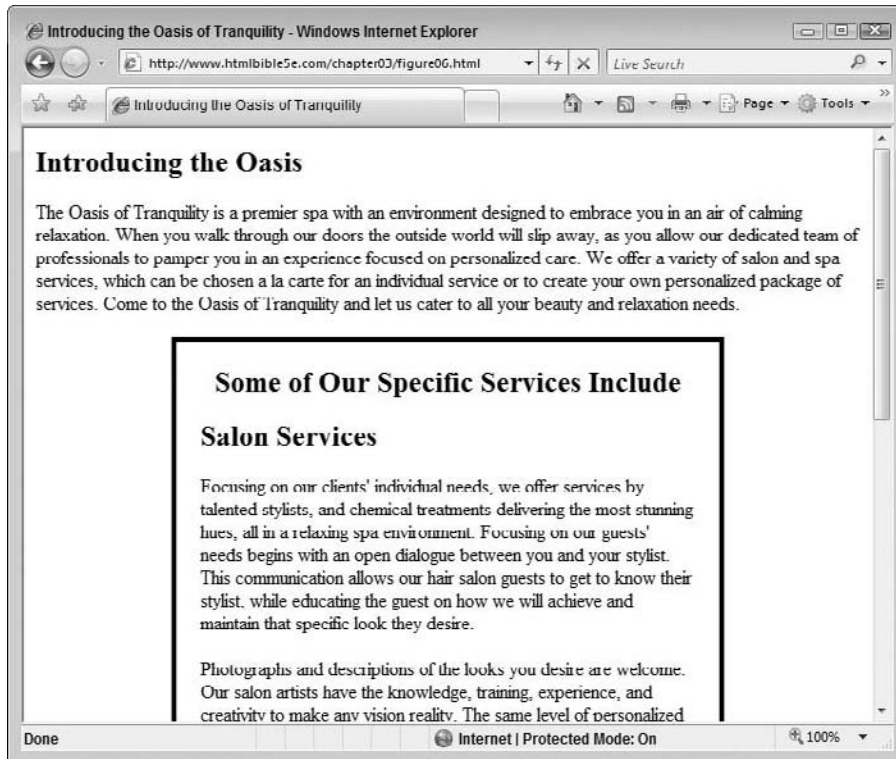 Introducing the Oasis of Tranquility - Windows Internet Explorer
http://www.htmlbible5e.com/chapter03/figure06.html
Live Search
Introducing the Oasis of Tranquility
Page
Tools
Introducing the Oasis
The Oasis of Tranquility is a premier spa with an environment designed to embrace you in an air of calming
relaxation. When you walk through our doors the outside world will slip away, as you allow our dedicated team of
professionals to pamper you in an experience focused on personalized care. We offer a variety of salon and spa
services, which can be chosen a la carte for an individual service or to create your own personalized package of
services. Come to the Oasis of Tranquility and let us cater to all your beauty and relaxation needs.
Some of Our Specific Services Include
Salon Services
Focusing on our clients' individual needs, we offer services by
talented stylists, and chemical treatments delivering the most stunning
hues, all in a relaxing spa environment. Focusing on our guests'
needs begins with an open dialogue between you and your stylist.
This communication allows our hair salon guests to get to know their
stylist, while educating the guest on how we will achieve and
maintain that specific look they desire.
Photographs and descriptions of the looks you desire are welcome.
Our salon artists have the knowledge, training, experience, and
creativity to make any vision reality. The same level of personalized
Done
Internet | Protected Mode: On
100%